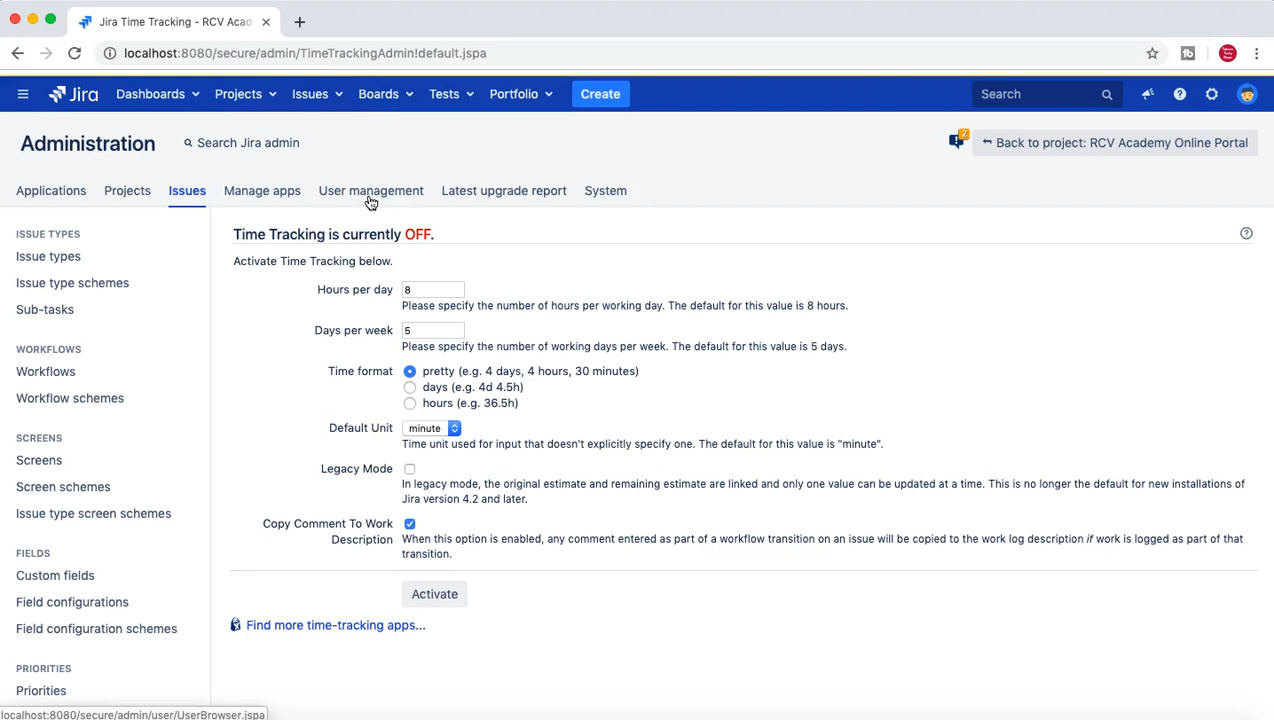 Jira Time Tracking - RCV Acad
localhost:8080/secure/admin/TimeTrackingAdmin!default.jspa
Jira Dashboards Projects Issues Boards Tests Portfolio Create Search
Administration Search Jira admin 2 Back to project: RCV Academy Online Portal
Applications Projects Issues Manage apps User management Latest upgrade report System
ISSUE TYPES
Issue types
Issue type schemes
Sub-tasks
WORKFLOWS
Workflows
Workflow schemes
SCREENS
Screens
Screen schemes
Issue type screen schemes
FIELDS
Custom fields
Field configurations
Field configuration schemes
PRIORITIES
Priorities
Time Tracking is currently OFF.
Activate Time Tracking below.
Hours per day 8
Please specify the number of hours per working day. The default for this value is 8 hours.
Days per week 5
Please specify the number of working days per week. The default for this value is 5 days.
Time format pretty (e.g. 4 days, 4 hours, 30 minutes)
days (e.g. 4d 4.5h)
hours (e.g. 36.5h)
Default Unit minute
Time unit used for input that doesn't explicitly specify one. The default for this value is "minute".
Legacy Mode
In legacy mode, the original estimate and remaining estimate are linked and only one value can be updated at a time. This is no longer the default for new installations of
Jira version 4.2 and later.
Copy Comment To Work
Description
When this option is enabled, any comment entered as part of a workflow transition on an issue will be copied to the work log description if work is logged as part of that
transition.
Activate
Find more time-tracking apps...
localhost:8080/secure/admin/user/UserBrowser.jspa